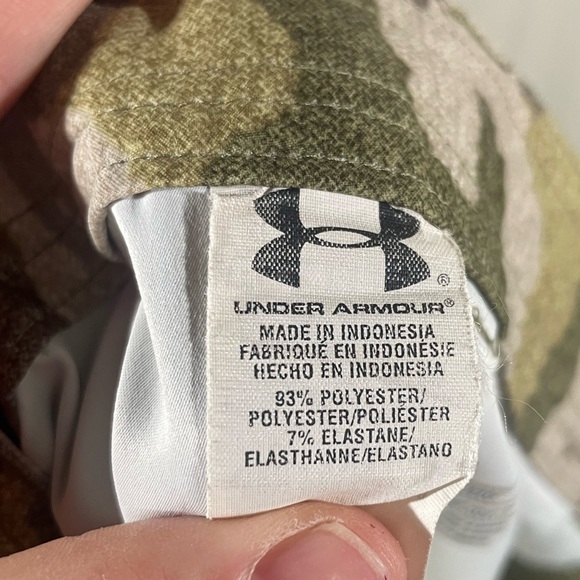 UNDER ARMOUR®
MADE IN INDONESIA
FABRIQUÉ EN INDONÉSIE
HECHO EN INDONESIA
93% POLYESTER/
POLYESTER/POLIÉSTER
7% ELASTANE/
ELASTHANNE/ELASTANO